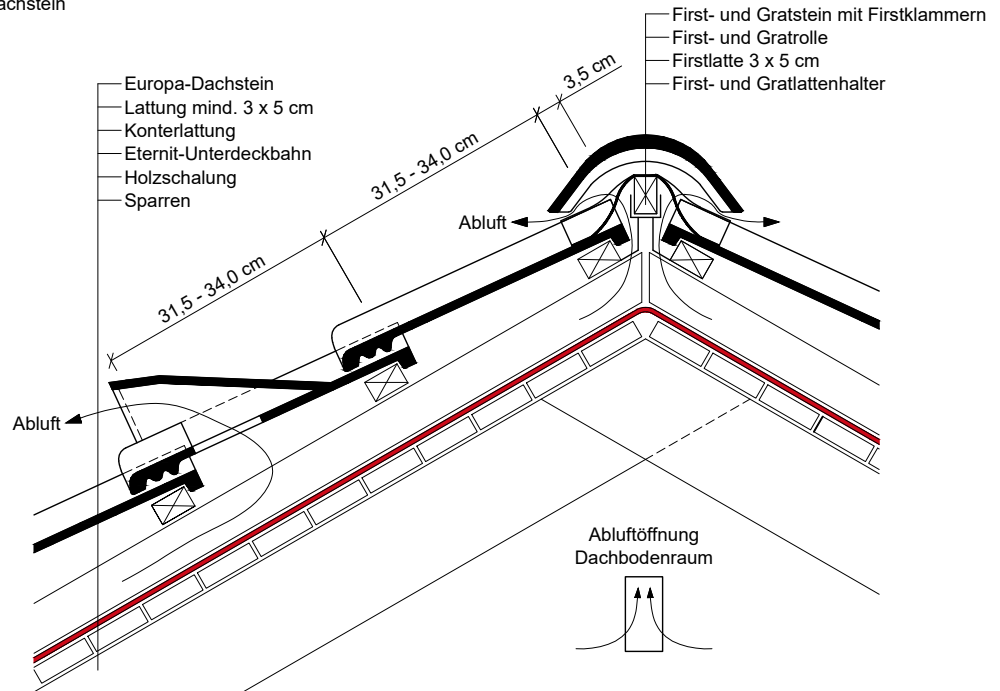 achstein
First- und Gratstein mit Firstklammern
First- und Gratrolle
Firstlatte 3 x 5 cm
First- und Gratlattenhalter
Europa-Dachstein
Lattung mind. 3 x 5 cm
Konterlattung
Eternit-Unterdeckbahn
Holzschalung
Sparren
3,5 cm
31,5 - 34,0 cm
31,5 - 34,0 cm
Abluft
Abluft
Abluftöffnung
Dachbodenraum